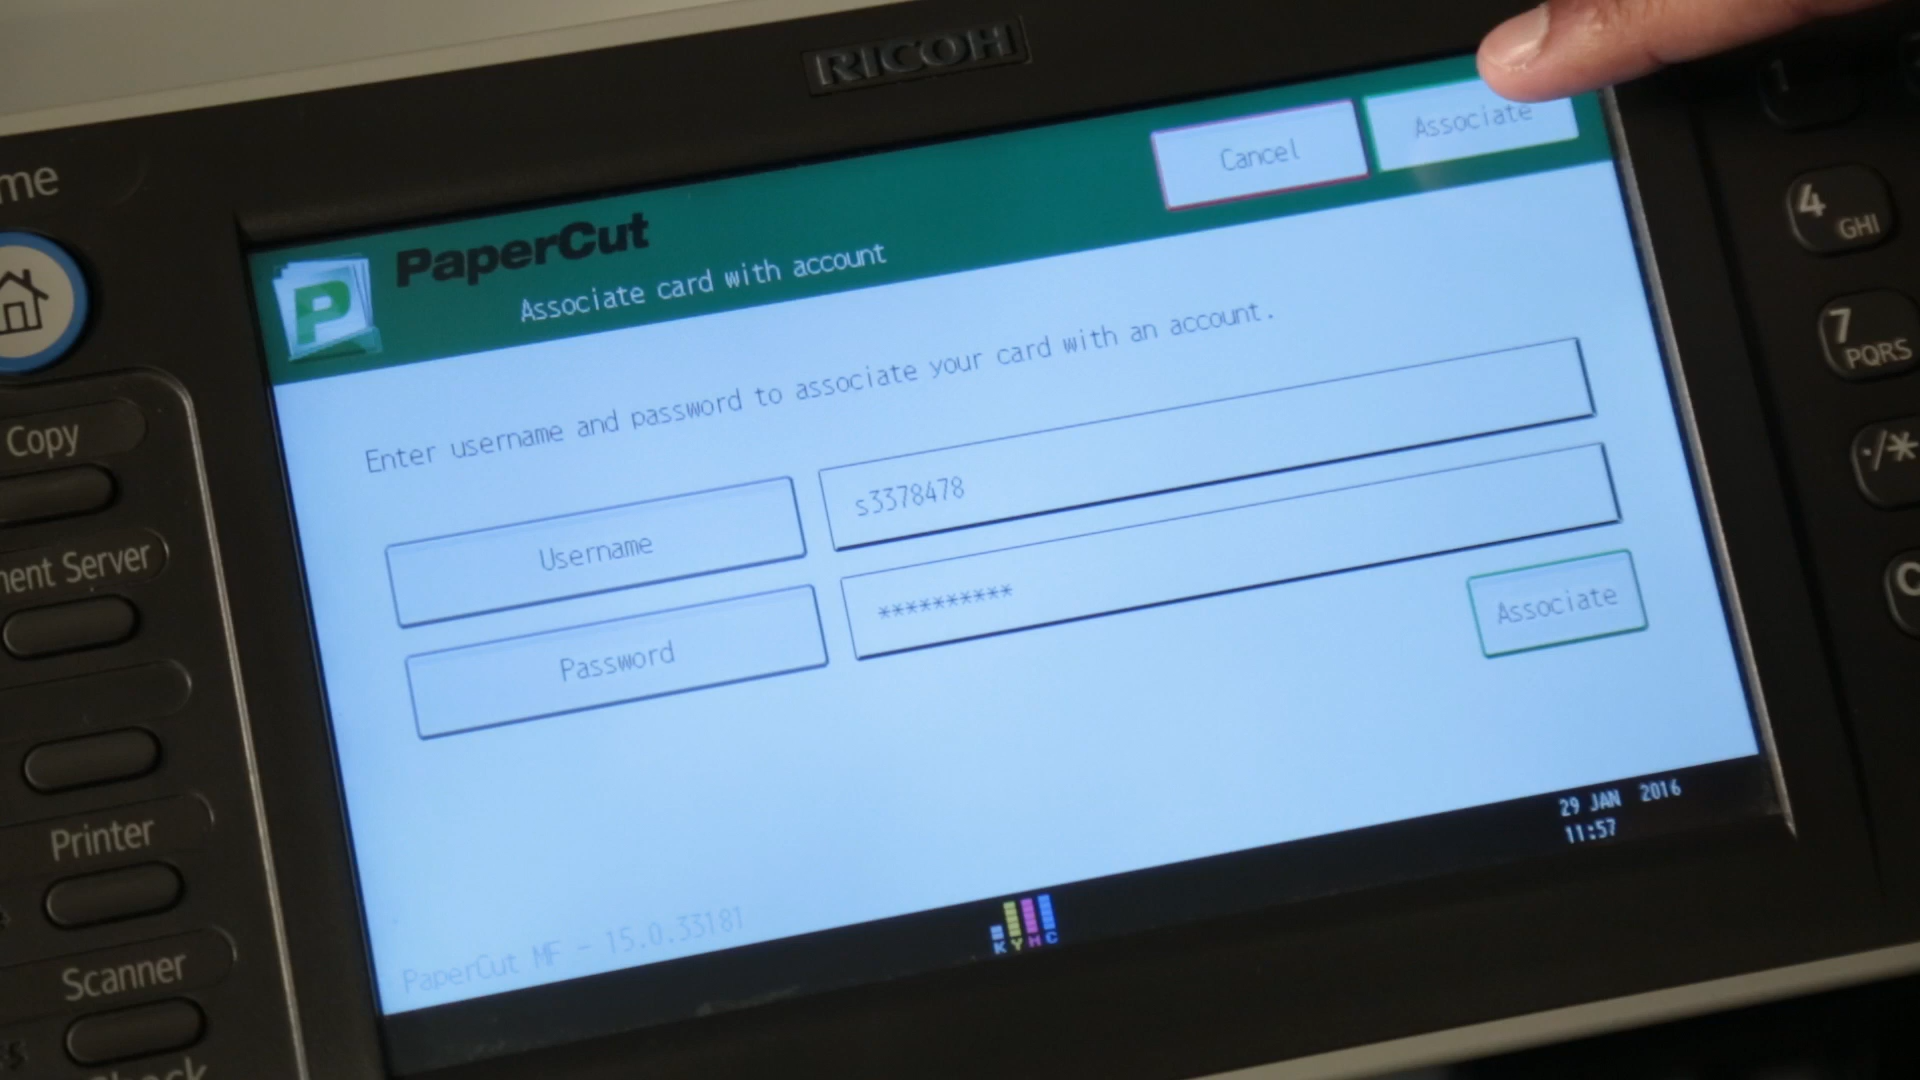 RICOH
me
PaperCut
Associate card with account
Cancel
Associate
Enter username and password to associate your card with an account.
Username
s3378478
Password
**********
Associate
PaperCut MF - 15.0.33181
K Y M C
29 JAN 2016
11:57
Copy
ment Server
Printer
Scanner
Check
1
4 GHI
7 PQRS
./*